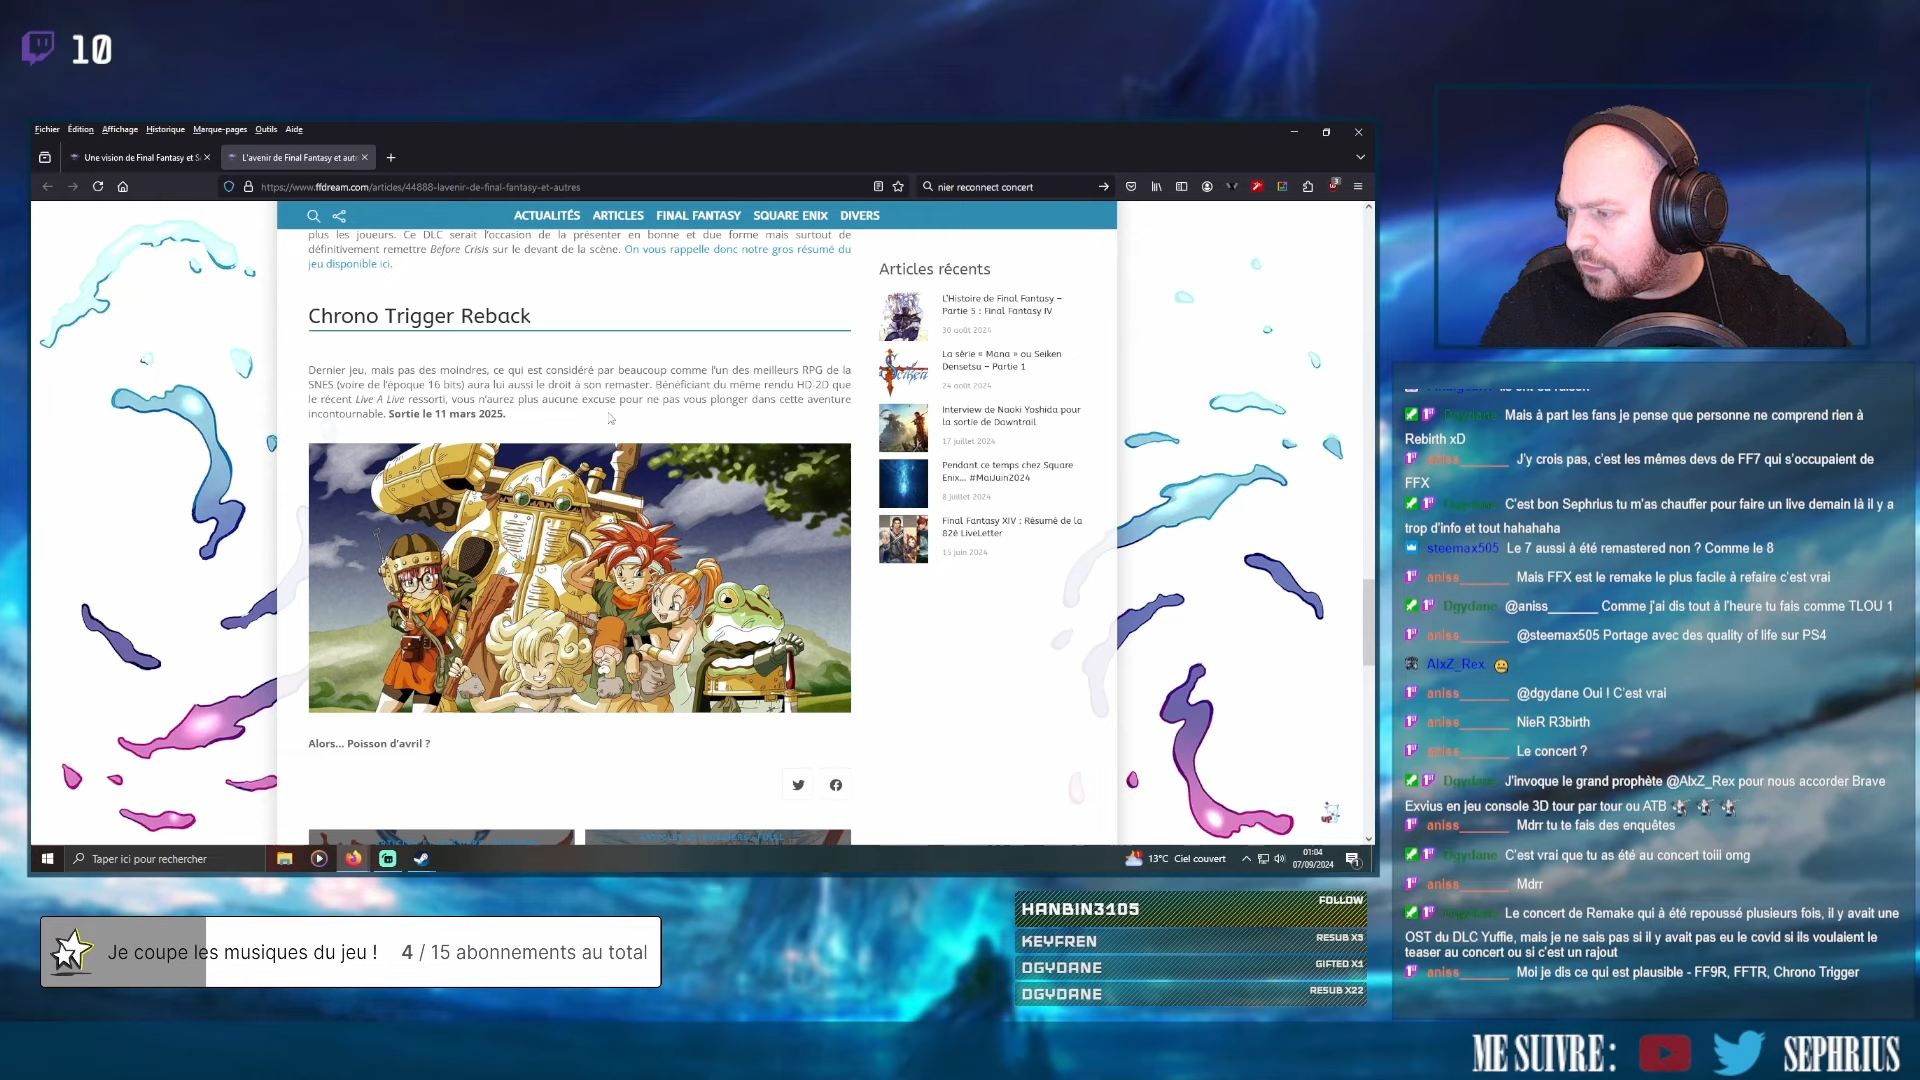 10
Fichier Édition Affichage Historique Marque-pages Outils Aide
Une vision de Final Fantasy et S
L'avenir de Final Fantasy et autr
https://www.ffdream.com/articles/44888-lavenir-de-final-fantasy-et-autres
nier reconnect concert
ACTUALITÉS ARTICLES FINAL FANTASY SQUARE ENIX DIVERS
plus les joueurs. Ce DLC serait l'occasion de la présenter en bonne et due forme mais surtout de
définitivement remettre Before Crisis sur le devant de la scène. On vous rappelle donc notre gros résumé du
jeu disponible ici.
Chrono Trigger Reback
Dernier jeu, mais pas des moindres, ce qui est considéré par beaucoup comme l'un des meilleurs RPG de la
SNES (voire de l'époque 16 bits) aura lui aussi le droit à son remaster. Bénéficiant du même rendu HD-2D que
le récent Live A Live ressorti, vous n'aurez plus aucune excuse pour ne pas vous plonger dans cette aventure
incontournable. Sortie le 11 mars 2025.
Alors... Poisson d'avril ?
Articles récents
L'Histoire de Final Fantasy –
Partie 5 : Final Fantasy IV
30 août 2024
La série « Mana » ou Seiken
Densetsu – Partie 1
24 août 2024
Interview de Naoki Yoshida pour
la sortie de Dawntrail
17 juillet 2024
Pendant ce temps chez Square
Enix... #MaiJuin2024
8 juillet 2024
Final Fantasy XIV : Résumé de la
82è LiveLetter
15 juin 2024
Taper ici pour rechercher
13°C Ciel couvert
01:04
07/09/2024
Je coupe les musiques du jeu ! 4 / 15 abonnements au total
HANBIN3105 FOLLOW
KEYFREN RESUB X5
DGYDANE GIFTED X1
DGYDANE RESUB X22
Dgydane Mais à part les fans je pense que personne ne comprend rien à
Rebirth xD
aniss_______ J'y crois pas, c'est les mêmes devs de FF7 qui s'occupaient de
FFX
Dgydane C'est bon Sephrius tu m'as chauffer pour faire un live demain là il y a
trop d'info et tout hahahaha
steemax505 Le 7 aussi à été remastered non ? Comme le 8
aniss_______ Mais FFX est le remake le plus facile à refaire c'est vrai
Dgydane @aniss_______ Comme j'ai dis tout à l'heure tu fais comme TLOU 1
aniss_______ @steemax505 Portage avec des quality of life sur PS4
AlxZ_Rex
aniss_______ @dgydane Oui ! C'est vrai
aniss_______ NieR R3birth
aniss_______ Le concert ?
Dgydane J'invoque le grand prophète @AlxZ_Rex pour nous accorder Brave
Exvius en jeu console 3D tour par tour ou ATB
aniss_______ Mdrr tu te fais des enquêtes
Dgydane C'est vrai que tu as été au concert toiii omg
aniss_______ Mdrr
Dgydane Le concert de Remake qui à été repoussé plusieurs fois, il y avait une
OST du DLC Yuffie, mais je ne sais pas si il y avait pas eu le covid si ils voulaient le
teaser au concert ou si c'est un rajout
aniss_______ Moi je dis ce qui est plausible - FF9R, FFTR, Chrono Trigger
ME SUIVRE : SEPHRIUS